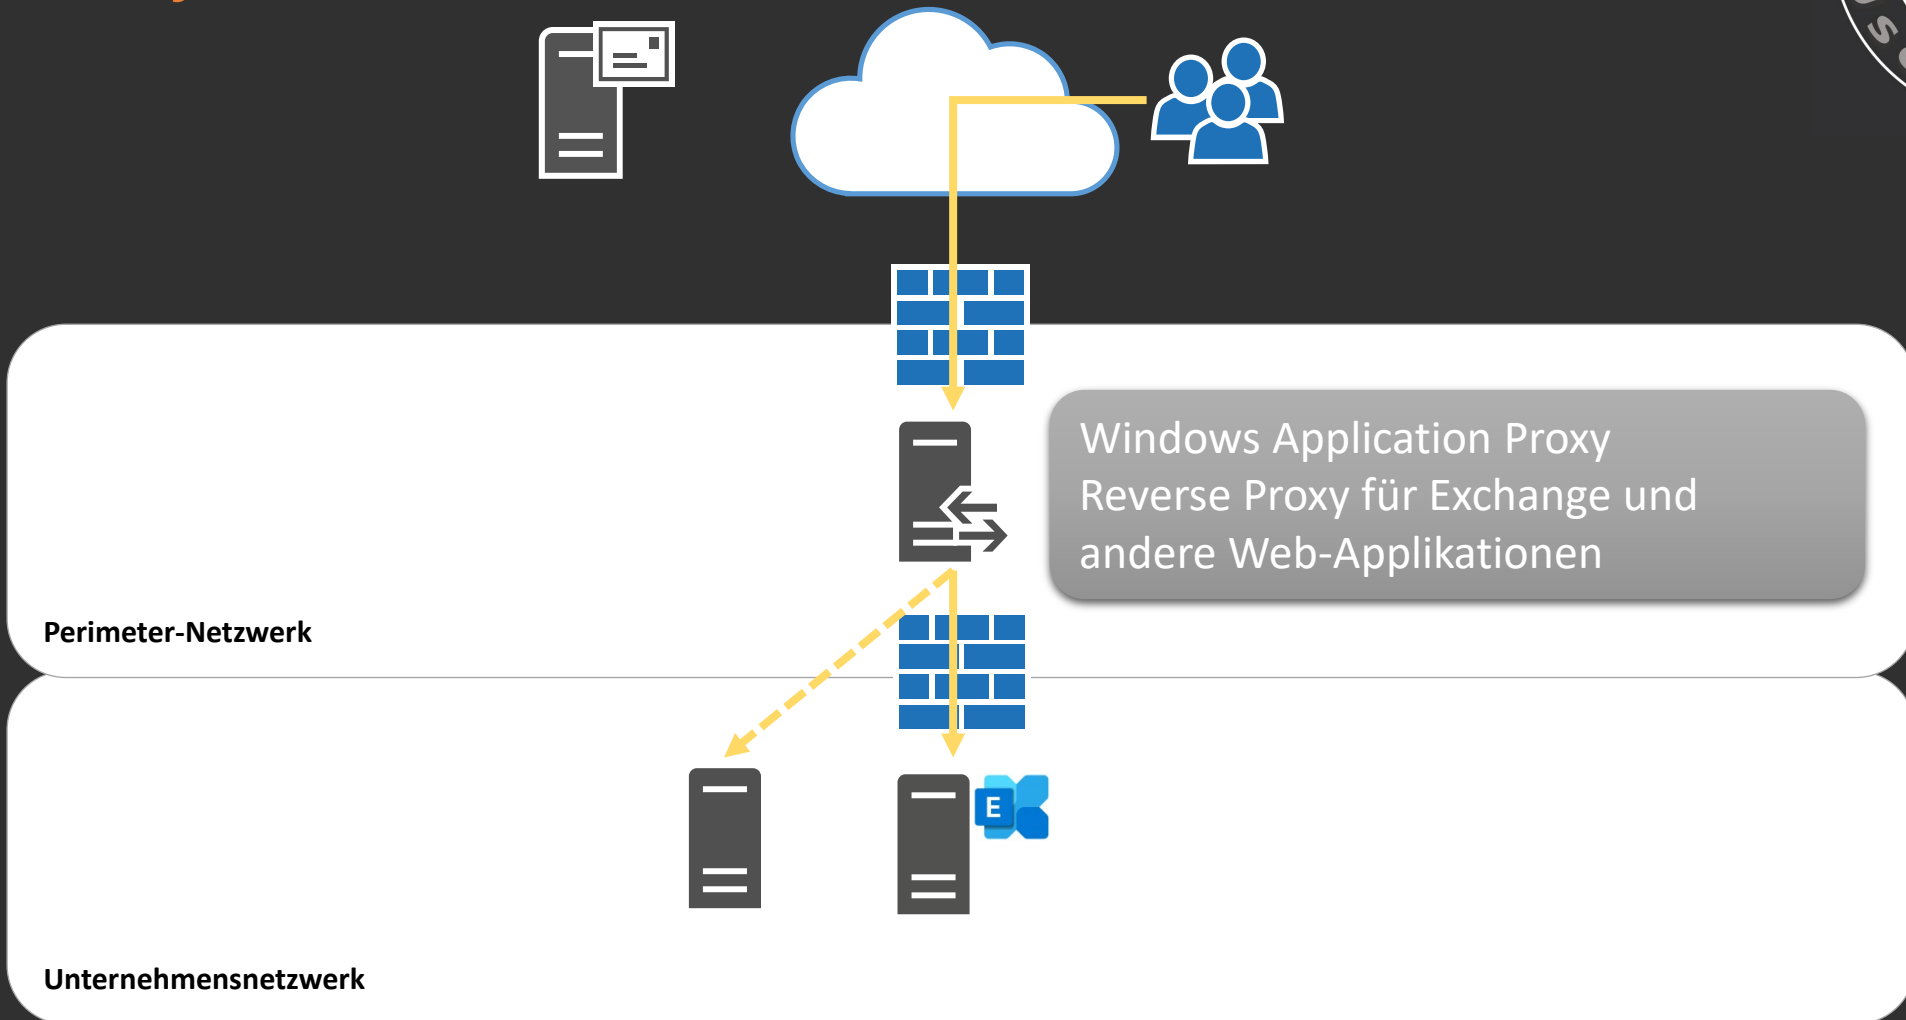 Windows Application Proxy
Reverse Proxy für Exchange und
andere Web-Applikationen
Perimeter-Netzwerk
E
Unternehmensnetzwerk